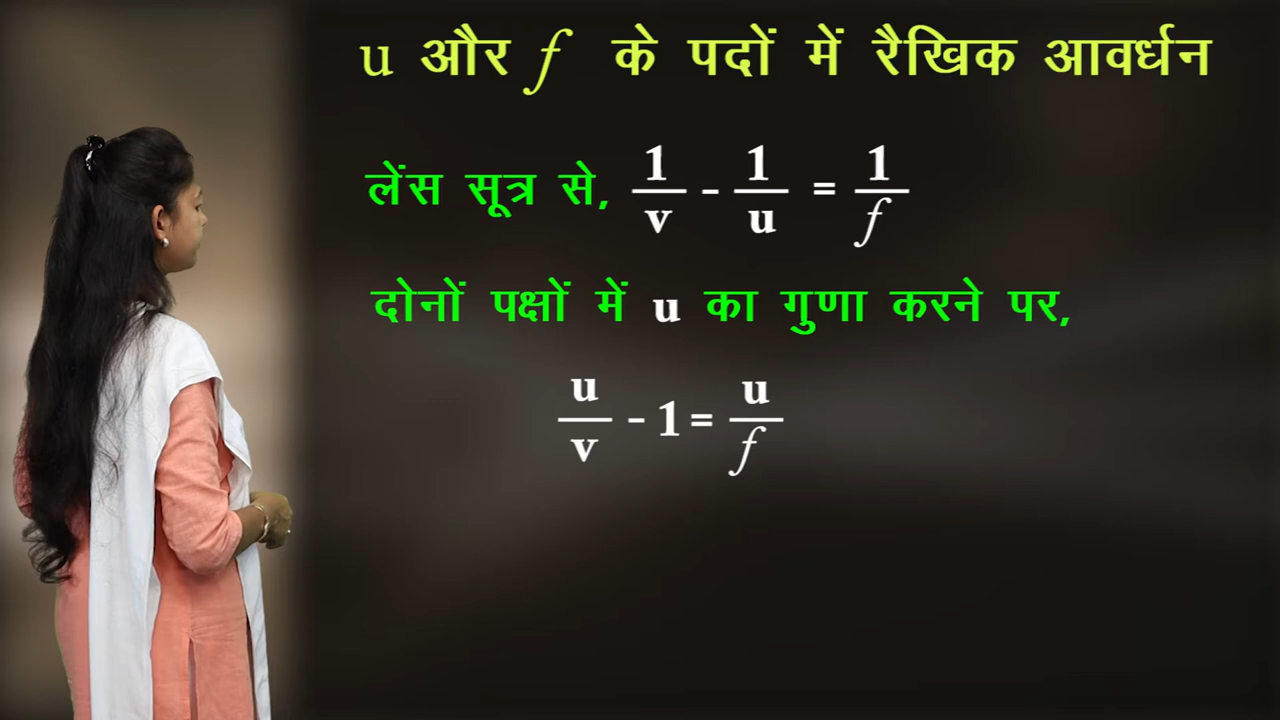 u और f के पदों में रैखिक आवर्धन
लेंस सूत्र से, 1/v - 1/u = 1/f
दोनों पक्षों में u का गुणा करने पर,
u/v - 1 = u/f